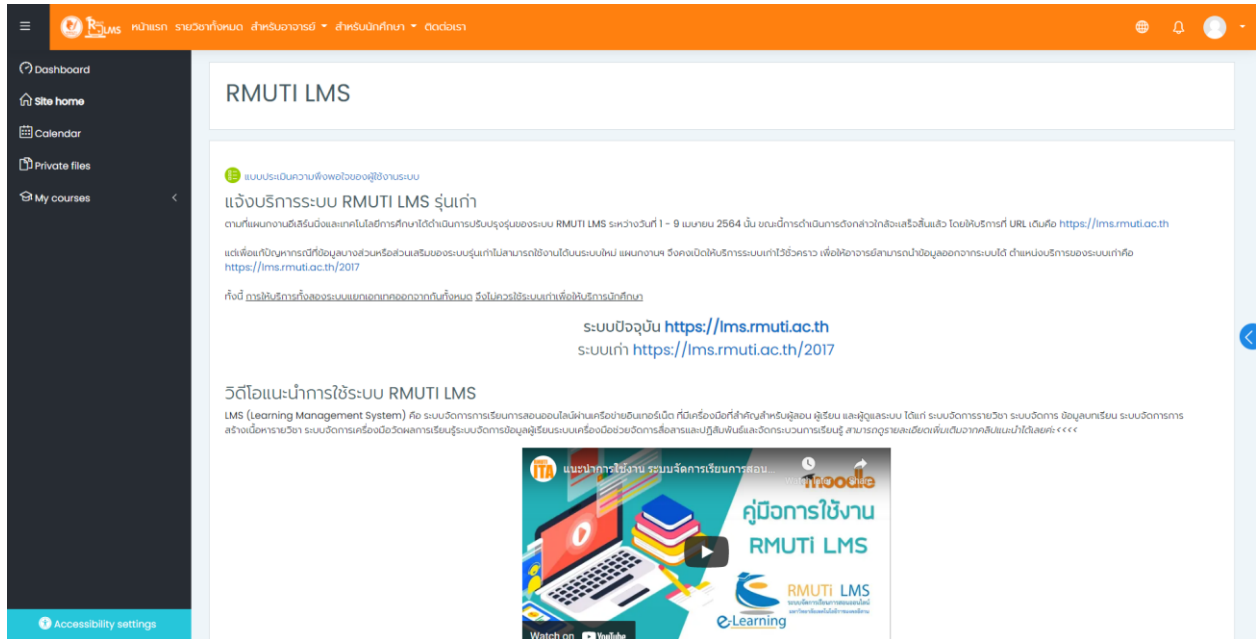 RMUTI LMS หน้าแรก รายวิชาทั้งหมด สำหรับอาจารย์ สำหรับนักศึกษา ติดต่อเรา
Dashboard
Site home
Calendar
Private files
My courses
Accessibility settings
RMUTI LMS
แบบประเมินความพึงพอใจของผู้ใช้งานระบบ
แจ้งบริการระบบ RMUTI LMS รุ่นเก่า
ตามที่แผนกงานอีเลิร์นนิ่งและเทคโนโลยีการศึกษาได้ดำเนินการปรับปรุงรุ่นของระบบ RMUTI LMS ระหว่างวันที่ 1 - 9 เมษายน 2564 นั้น ขณะนี้การดำเนินการดังกล่าวใกล้จะเสร็จสิ้นแล้ว โดยให้บริการที่ URL เดิมคือ https://lms.rmuti.ac.th
แต่เพื่อแก้ปัญหากรณีที่ข้อมูลบางส่วนหรือส่วนเสริมของระบบรุ่นเก่าไม่สามารถใช้งานได้บนระบบใหม่ แผนกงานฯ จึงคงเปิดให้บริการระบบเก่าไว้ชั่วคราว เพื่อให้อาจารย์สามารถนำข้อมูลออกจากระบบได้ ตำแหน่งบริการของระบบเก่าคือ
https://lms.rmuti.ac.th/2017
ทั้งนี้ การให้บริการทั้งสองระบบแยกเอกเทศออกจากกันทั้งหมด จึงไม่ควรใช้ระบบเก่าเพื่อให้บริการนักศึกษา
ระบบปัจจุบัน https://lms.rmuti.ac.th
ระบบเก่า https://lms.rmuti.ac.th/2017
วิดีโอแนะนำการใช้ระบบ RMUTI LMS
LMS (Learning Management System) คือ ระบบจัดการการเรียนการสอนออนไลน์ผ่านเครือข่ายอินเทอร์เน็ต ที่มีเครื่องมือที่สำคัญสำหรับผู้สอน ผู้เรียน และผู้ดูแลระบบ ได้แก่ ระบบจัดการรายวิชา ระบบจัดการ ข้อมูลบทเรียน ระบบจัดการการ
สร้างเนื้อหารายวิชา ระบบจัดการเครื่องมือวัดผลการเรียนรู้ระบบจัดการข้อมูลผู้เรียนระบบเครื่องมือช่วยจัดการสื่อสารและปฏิสัมพันธ์และจัดกระบวนการเรียนรู้ สามารถดูรายละเอียดเพิ่มเติมจากคลิปแนะนำได้เลยค่ะ <<<<
ITA แนะนำการใช้งาน ระบบจัดการเรียนการสอน...
Watch later Share
moodle
คู่มือการใช้งาน
RMUTi LMS
RMUTI LMS
e-Learning
Watch on YouTube